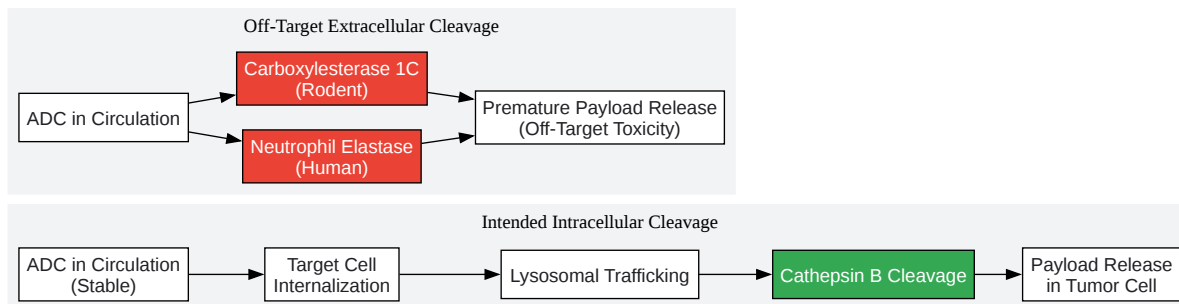 Off-Target Extracellular Cleavage
ADC in Circulation
Carboxylesterase 1C
(Rodent)
Neutrophil Elastase
(Human)
Premature Payload Release
(Off-Target Toxicity)
Intended Intracellular Cleavage
ADC in Circulation
(Stable)
Target Cell
Internalization
Lysosomal Trafficking
Cathepsin B Cleavage
Payload Release
in Tumor Cell